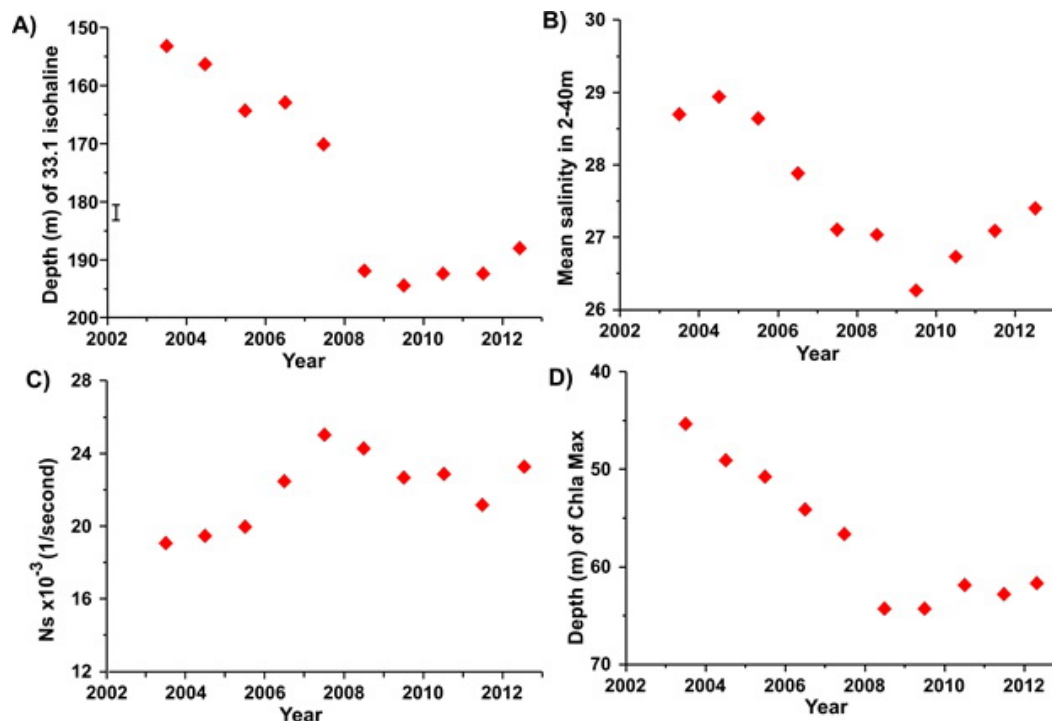 A)
Depth (m) of 33.1 isohaline
150
160
170
180
190
200
2002 2004 2006 2008 2010 2012
Year
B)
Mean salinity in 2-40m
30
29
28
27
26
2002 2004 2006 2008 2010 2012
Year
C)
Ns x10⁻³ (1/second)
28
24
20
16
12
2002 2004 2006 2008 2010 2012
Year
D)
Depth (m) of Chla Max
40
50
60
70
2002 2004 2006 2008 2010 2012
Year